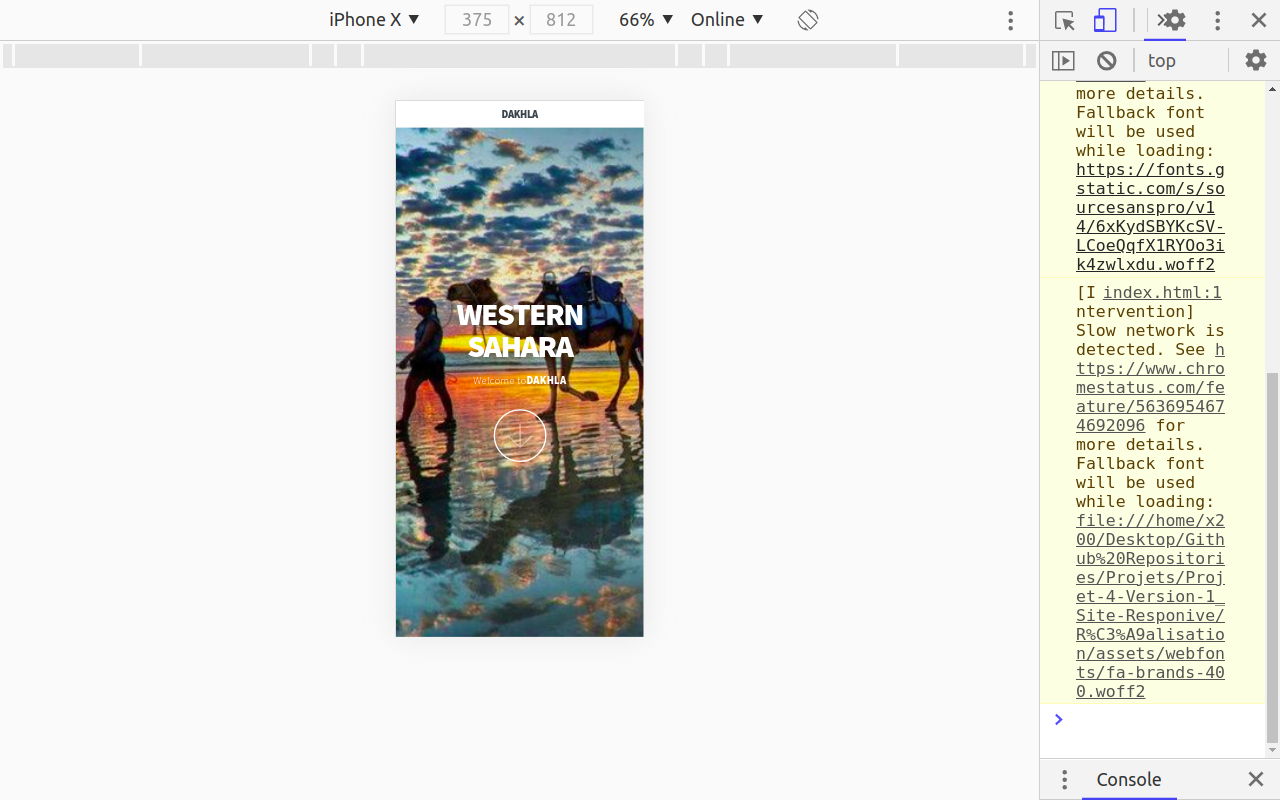 iPhone X ▼ 375 × 812 66% ▼ Online ▼
top
DAKHLA
WESTERN
SAHARA
Welcome to DAKHLA
more details.
Fallback font
will be used
while loading:
https://fonts.g
static.com/s/so
urcesanspro/v1
4/6xKydSBYKcSV-
LCoeQqfX1RYOo3i
k4zwlxdu.woff2
[I index.html:1
ntervention]
Slow network is
detected. See h
ttps://www.chro
mestatus.com/fe
ature/563695467
4692096 for
more details.
Fallback font
will be used
while loading:
file:///home/x2
00/Desktop/Gith
ub%20Repositori
es/Projets/Proj
et-4-Version-1_
Site-Responive/
R%C3%A9alisatio
n/assets/webfon
ts/fa-brands-40
0.woff2
Console